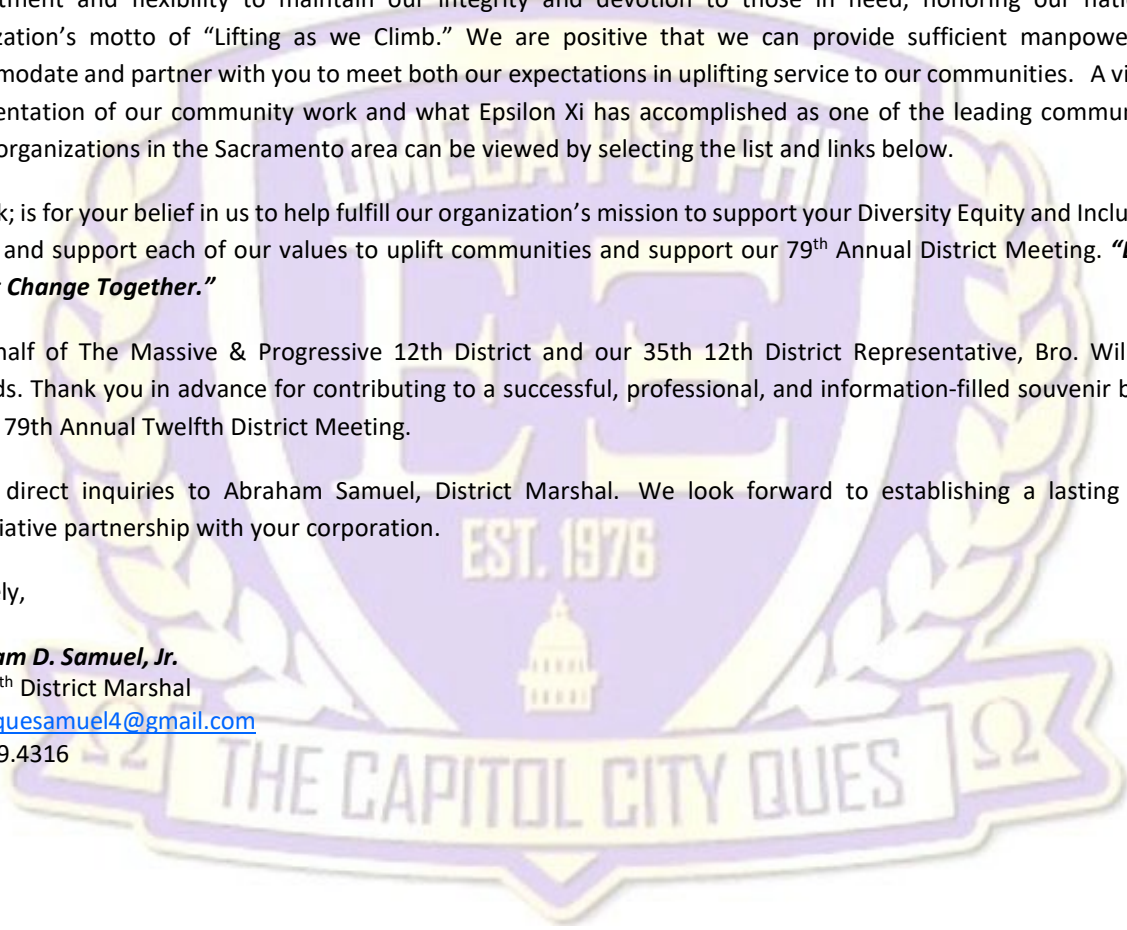 tment and flexibility to maintain our integrity and devotion to those in need, honoring our natio
zation’s motto of “Lifting as we Climb.” We are positive that we can provide sufficient manpowe
modate and partner with you to meet both our expectations in uplifting service to our communities. A vi
entation of our community work and what Epsilon Xi has accomplished as one of the leading commun
organizations in the Sacramento area can be viewed by selecting the list and links below.
k; is for your belief in us to help fulfill our organization’s mission to support your Diversity Equity and Inclu
and support each of our values to uplift communities and support our 79th Annual District Meeting. “
Change Together.”
half of The Massive & Progressive 12th District and our 35th 12th District Representative, Bro. Wil
ds. Thank you in advance for contributing to a successful, professional, and information-filled souvenir b
79th Annual Twelfth District Meeting.
direct inquiries to Abraham Samuel, District Marshal. We look forward to establishing a lasting
iative partnership with your corporation.
ely,
am D. Samuel, Jr.
th District Marshal
quesamuel4@gmail.com
9.4316
OMEGA PSI PHI
ΕΞ
EST. 1976
Ω Ω
THE CAPITOL CITY QUES